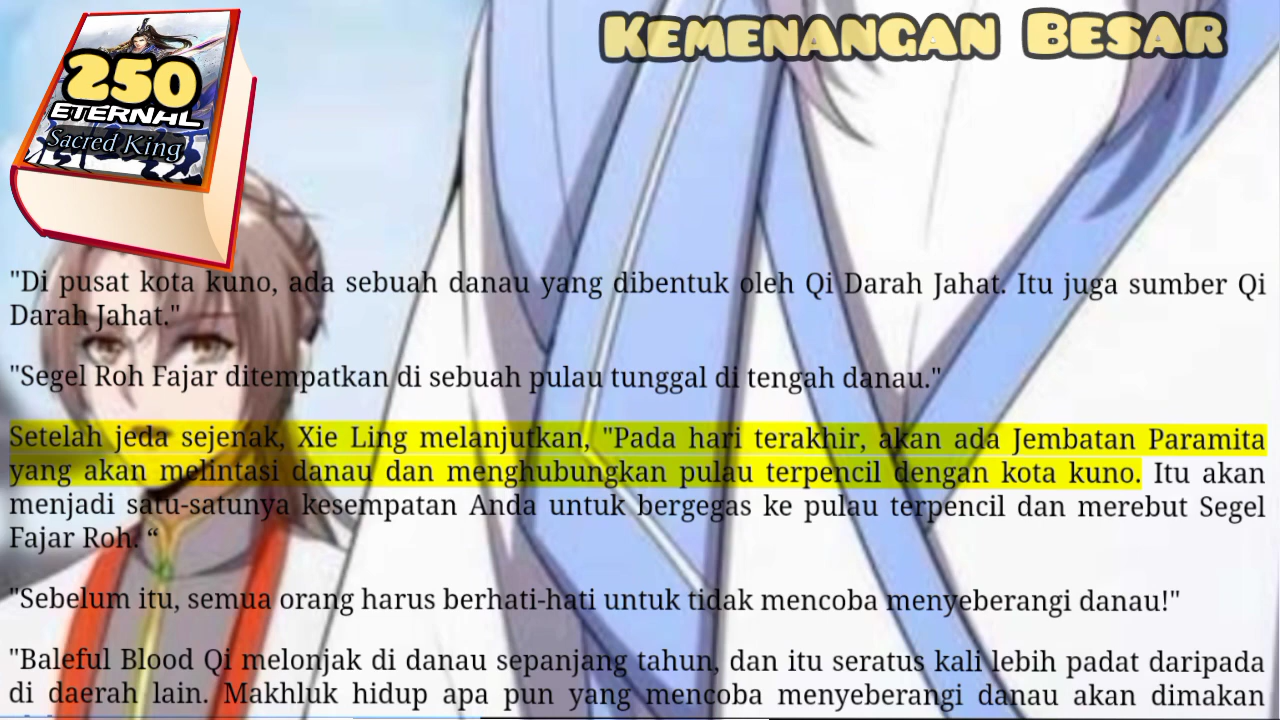 Kemenangan Besar
250
ETERNAL
Sacred King
"Di pusat kota kuno, ada sebuah danau yang dibentuk oleh Qi Darah Jahat. Itu juga sumber Qi
Darah Jahat."
"Segel Roh Fajar ditempatkan di sebuah pulau tunggal di tengah danau."
Setelah jeda sejenak, Xie Ling melanjutkan, "Pada hari terakhir, akan ada Jembatan Paramita
yang akan melintasi danau dan menghubungkan pulau terpencil dengan kota kuno. Itu akan
menjadi satu-satunya kesempatan Anda untuk bergegas ke pulau terpencil dan merebut Segel
Fajar Roh. “
"Sebelum itu, semua orang harus berhati-hati untuk tidak mencoba menyeberangi danau!"
"Baleful Blood Qi melonjak di danau sepanjang tahun, dan itu seratus kali lebih padat daripada
di daerah lain. Makhluk hidup apa pun yang mencoba menyeberangi danau akan dimakan